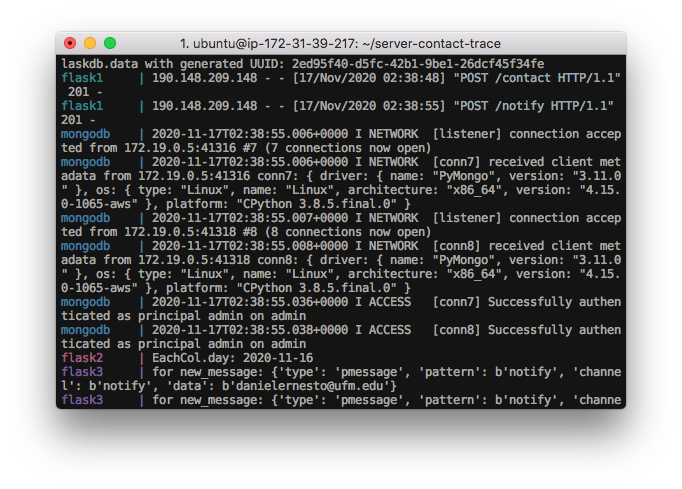 1. ubuntu@ip-172-31-39-217: ~/server-contact-trace
laskdb.data with generated UUID: 2ed95f40-d5fc-42b1-9be1-26dcf45f34fe
flask1     | 190.148.209.148 - - [17/Nov/2020 02:38:48] "POST /contact HTTP/1.1"
 201 -
flask1     | 190.148.209.148 - - [17/Nov/2020 02:38:55] "POST /notify HTTP/1.1"
201 -
mongodb    | 2020-11-17T02:38:55.006+0000 I NETWORK  [listener] connection accep
ted from 172.19.0.5:41316 #7 (7 connections now open)
mongodb    | 2020-11-17T02:38:55.006+0000 I NETWORK  [conn7] received client met
adata from 172.19.0.5:41316 conn7: { driver: { name: "PyMongo", version: "3.11.0
" }, os: { type: "Linux", name: "Linux", architecture: "x86_64", version: "4.15.
0-1065-aws" }, platform: "CPython 3.8.5.final.0" }
mongodb    | 2020-11-17T02:38:55.007+0000 I NETWORK  [listener] connection accep
ted from 172.19.0.5:41318 #8 (8 connections now open)
mongodb    | 2020-11-17T02:38:55.008+0000 I NETWORK  [conn8] received client met
adata from 172.19.0.5:41318 conn8: { driver: { name: "PyMongo", version: "3.11.0
" }, os: { type: "Linux", name: "Linux", architecture: "x86_64", version: "4.15.
0-1065-aws" }, platform: "CPython 3.8.5.final.0" }
mongodb    | 2020-11-17T02:38:55.036+0000 I ACCESS   [conn7] Successfully authen
ticated as principal admin on admin
mongodb    | 2020-11-17T02:38:55.038+0000 I ACCESS   [conn8] Successfully authen
ticated as principal admin on admin
flask2     | EachCol.day: 2020-11-16
flask3     | for new_message: {'type': 'pmessage', 'pattern': b'notify', 'channe
l': b'notify', 'data': b'danielernesto@ufm.edu'}
flask3     | for new_message: {'type': 'pmessage', 'pattern': b'notify', 'channe